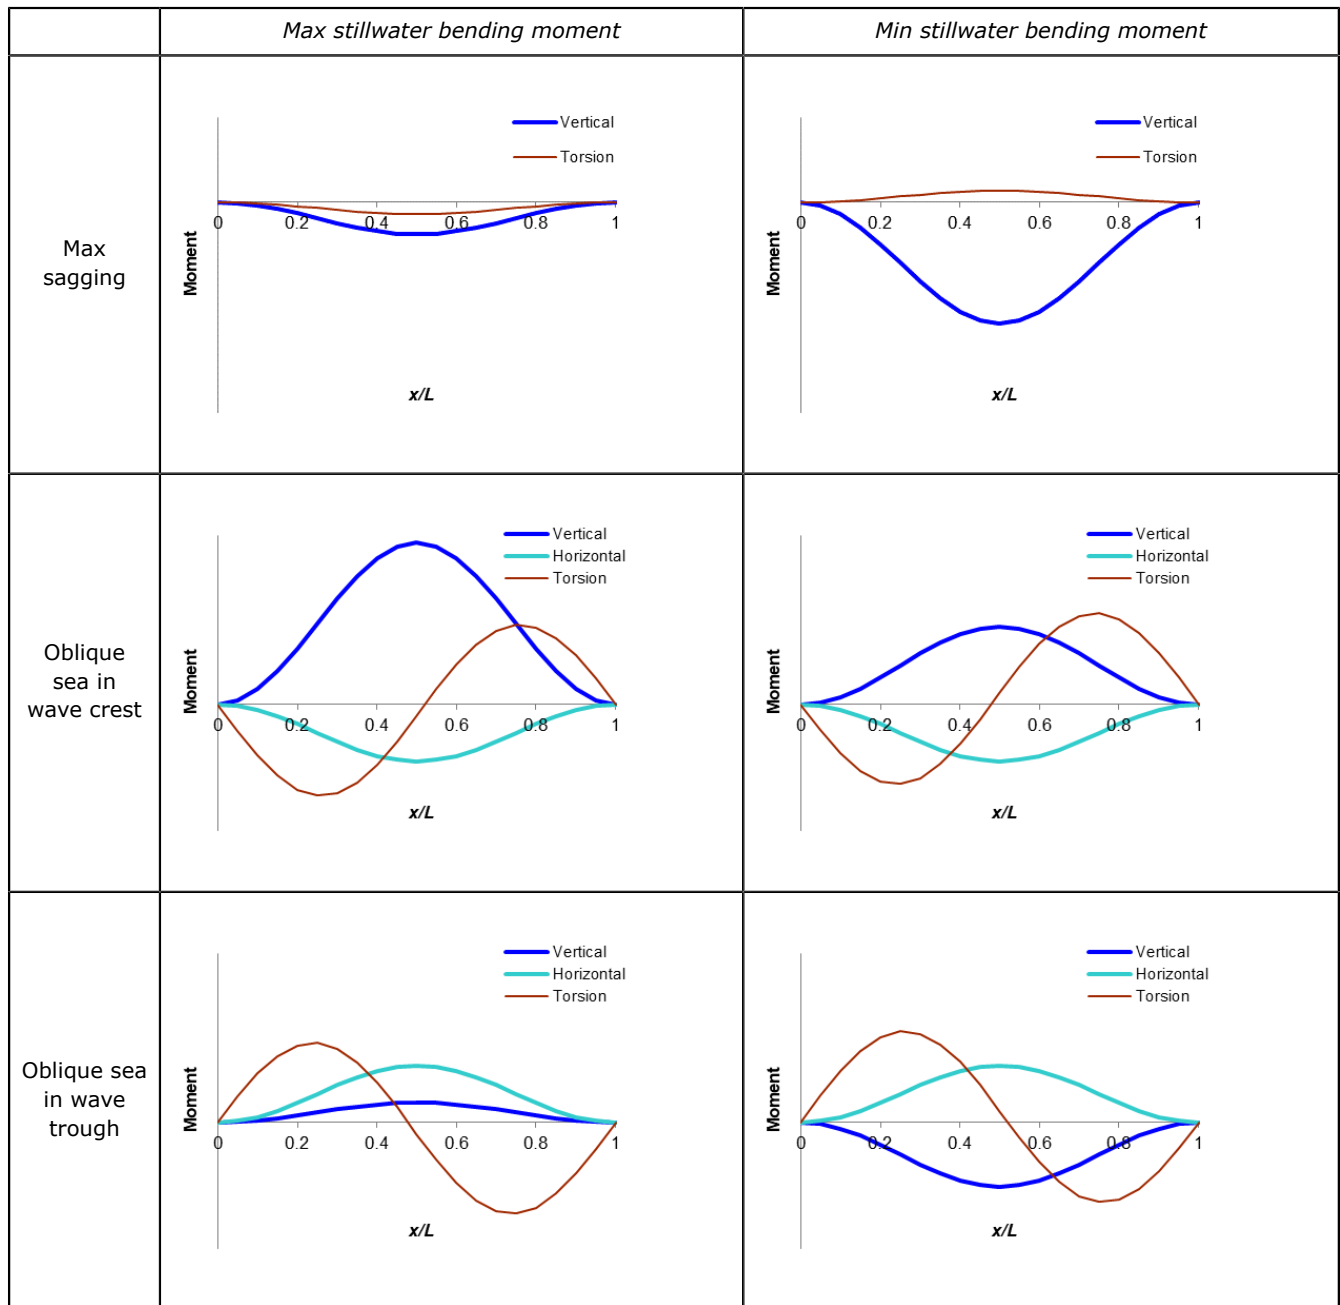 Max stillwater bending moment
Min stillwater bending moment
Max
sagging
Vertical
Torsion
0
0.2
0.4
0.6
0.8
1
Moment
x/L
Vertical
Torsion
0
0.2
0.4
0.6
0.8
1
Moment
x/L
Oblique
sea in
wave crest
Vertical
Horizontal
Torsion
0
0.2
0.4
0.6
0.8
1
Moment
x/L
Vertical
Horizontal
Torsion
0
0.2
0.4
0.6
0.8
1
Moment
x/L
Oblique sea
in wave
trough
Vertical
Horizontal
Torsion
0
0.2
0.4
0.6
0.8
1
Moment
x/L
Vertical
Horizontal
Torsion
0
0.2
0.4
0.6
0.8
1
Moment
x/L